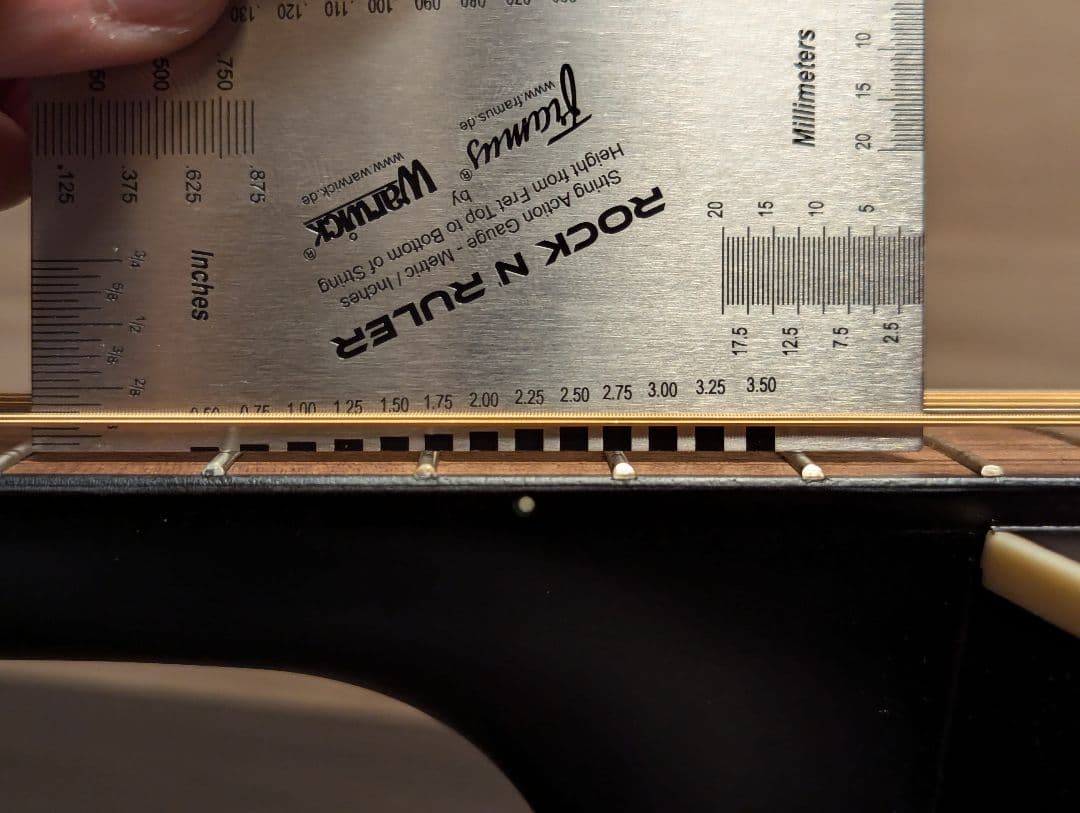 .130 .120 .110 .100 .090
500 750
.125 .375 .625 .875
Inches
3/4 5/8 1/2 3/8 2/8
ROCK N' RULER
String Action Gauge - Metric / Inches
Height from Fret Top to Bottom of String
by
Warwick®
www.warwick.de
framus®
www.framus.de
Millimeters
20 15 10
20 15 10 5
17.5 12.5 7.5 2.5
0.75 1.00 1.25 1.50 1.75 2.00 2.25 2.50 2.75 3.00 3.25 3.50